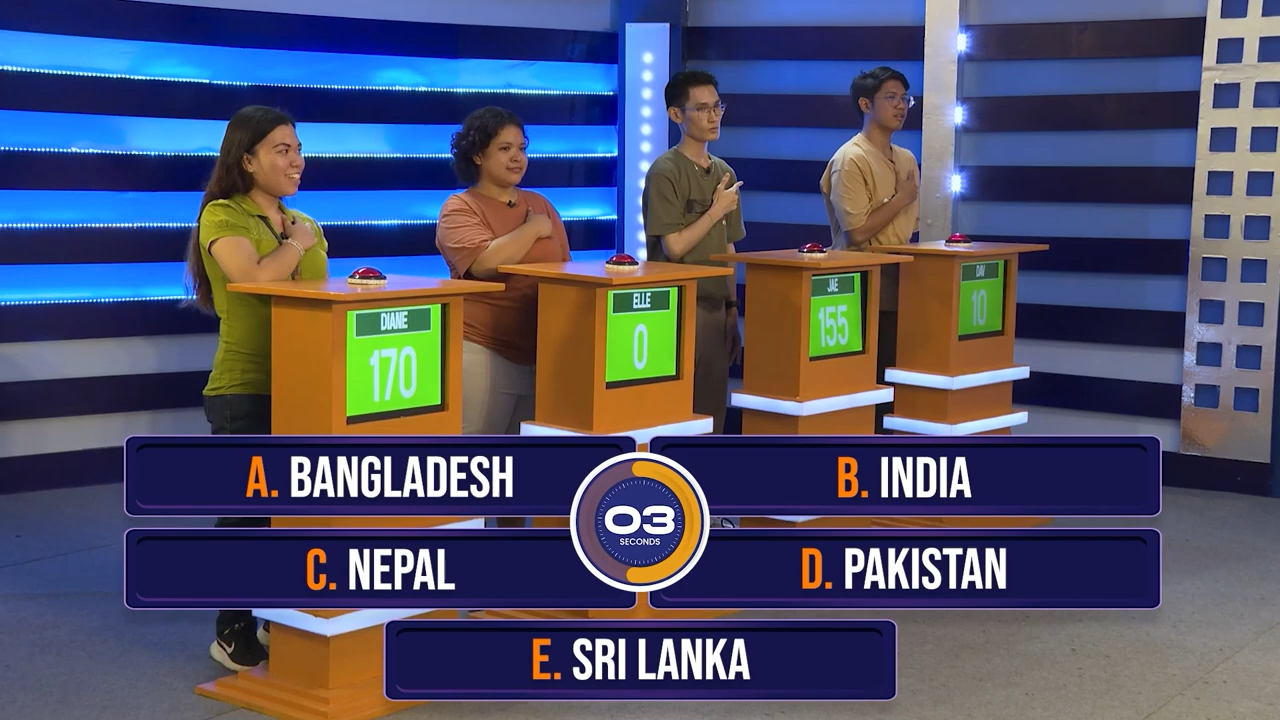 DIANE
170
ELLE
0
JAE
155
DAV
10
A. BANGLADESH
B. INDIA
03
SECONDS
C. NEPAL
D. PAKISTAN
E. SRI LANKA